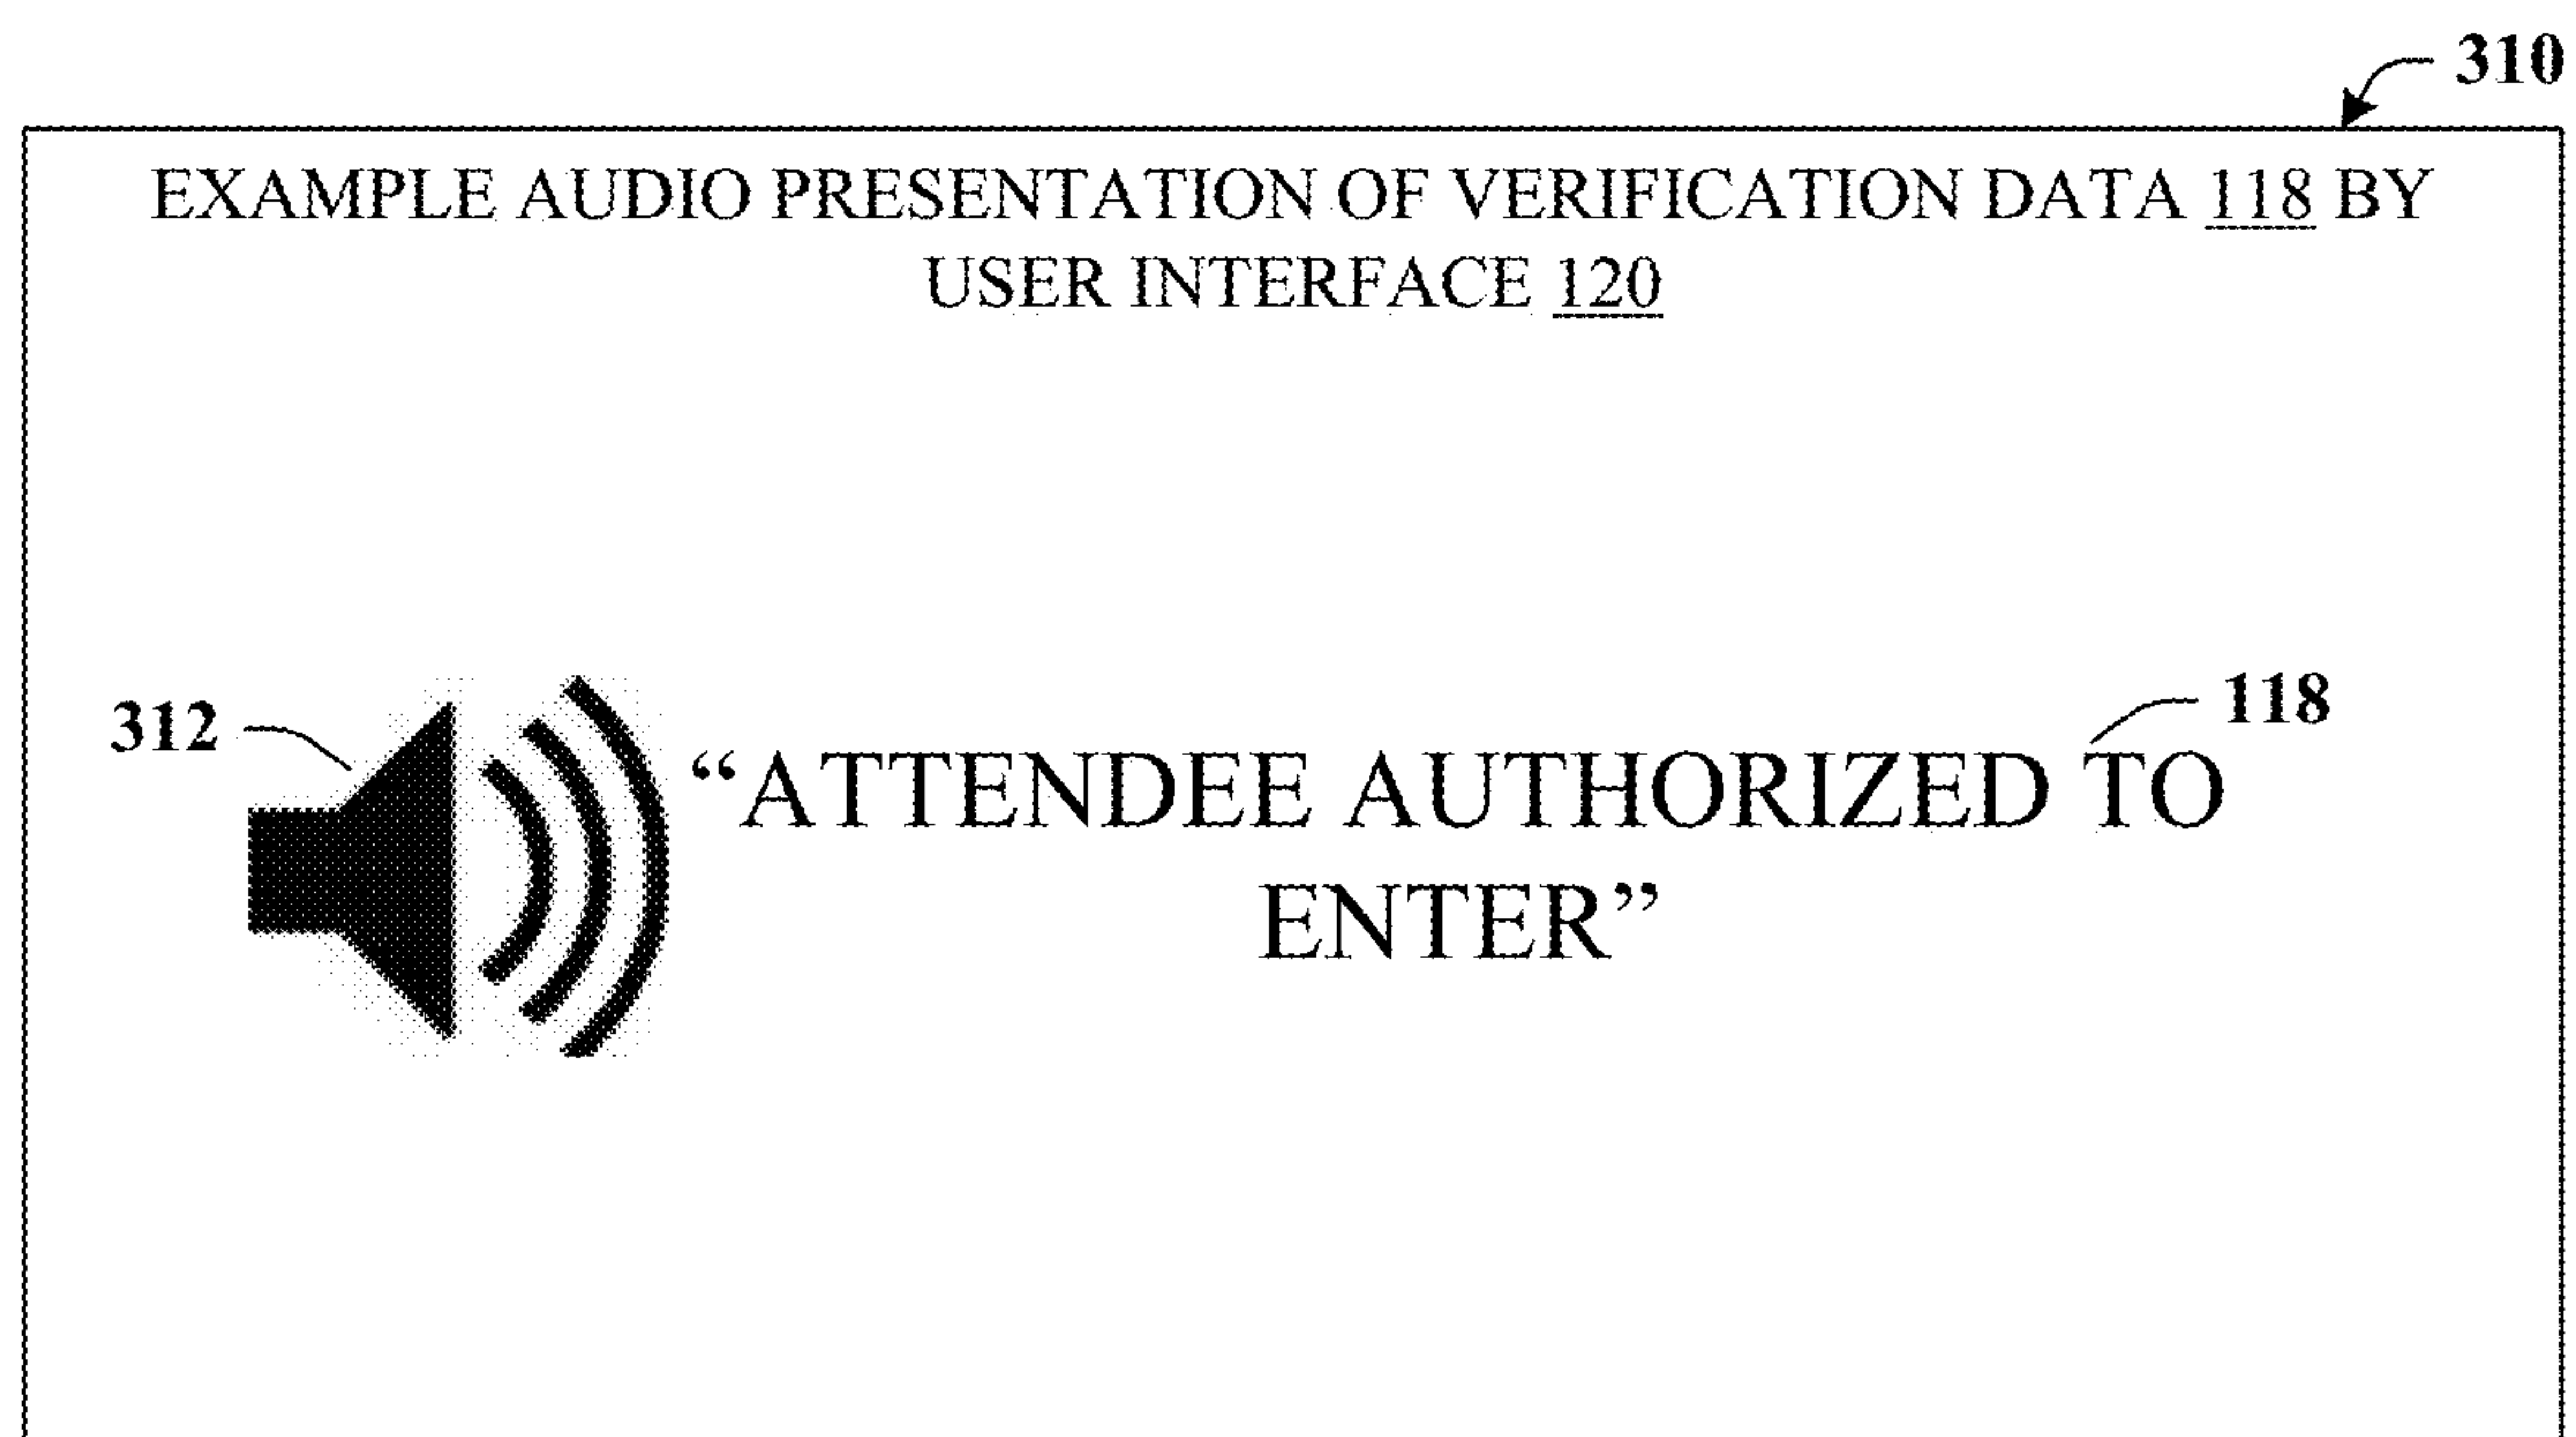 310
EXAMPLE AUDIO PRESENTATION OF VERIFICATION DATA 118 BY
USER INTERFACE 120
312
118
“ATTENDEE AUTHORIZED TO
ENTER”